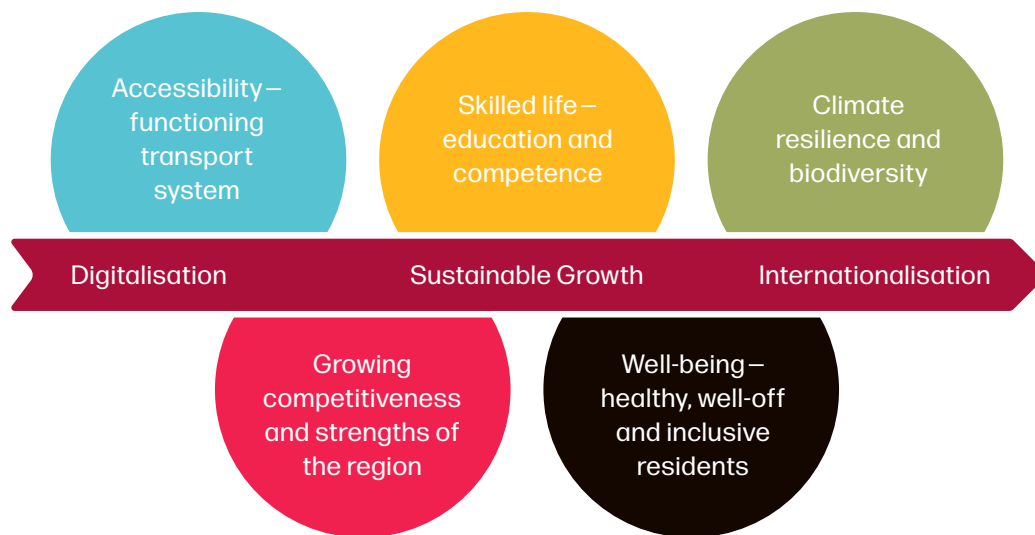 Accessibility –
functioning
transport
system
Skilled life –
education and
competence
Climate
resilience and
biodiversity
Digitalisation
Sustainable Growth
Internationalisation
Growing
competitiveness
and strengths of
the region
Well-being –
healthy, well-off
and inclusive
residents